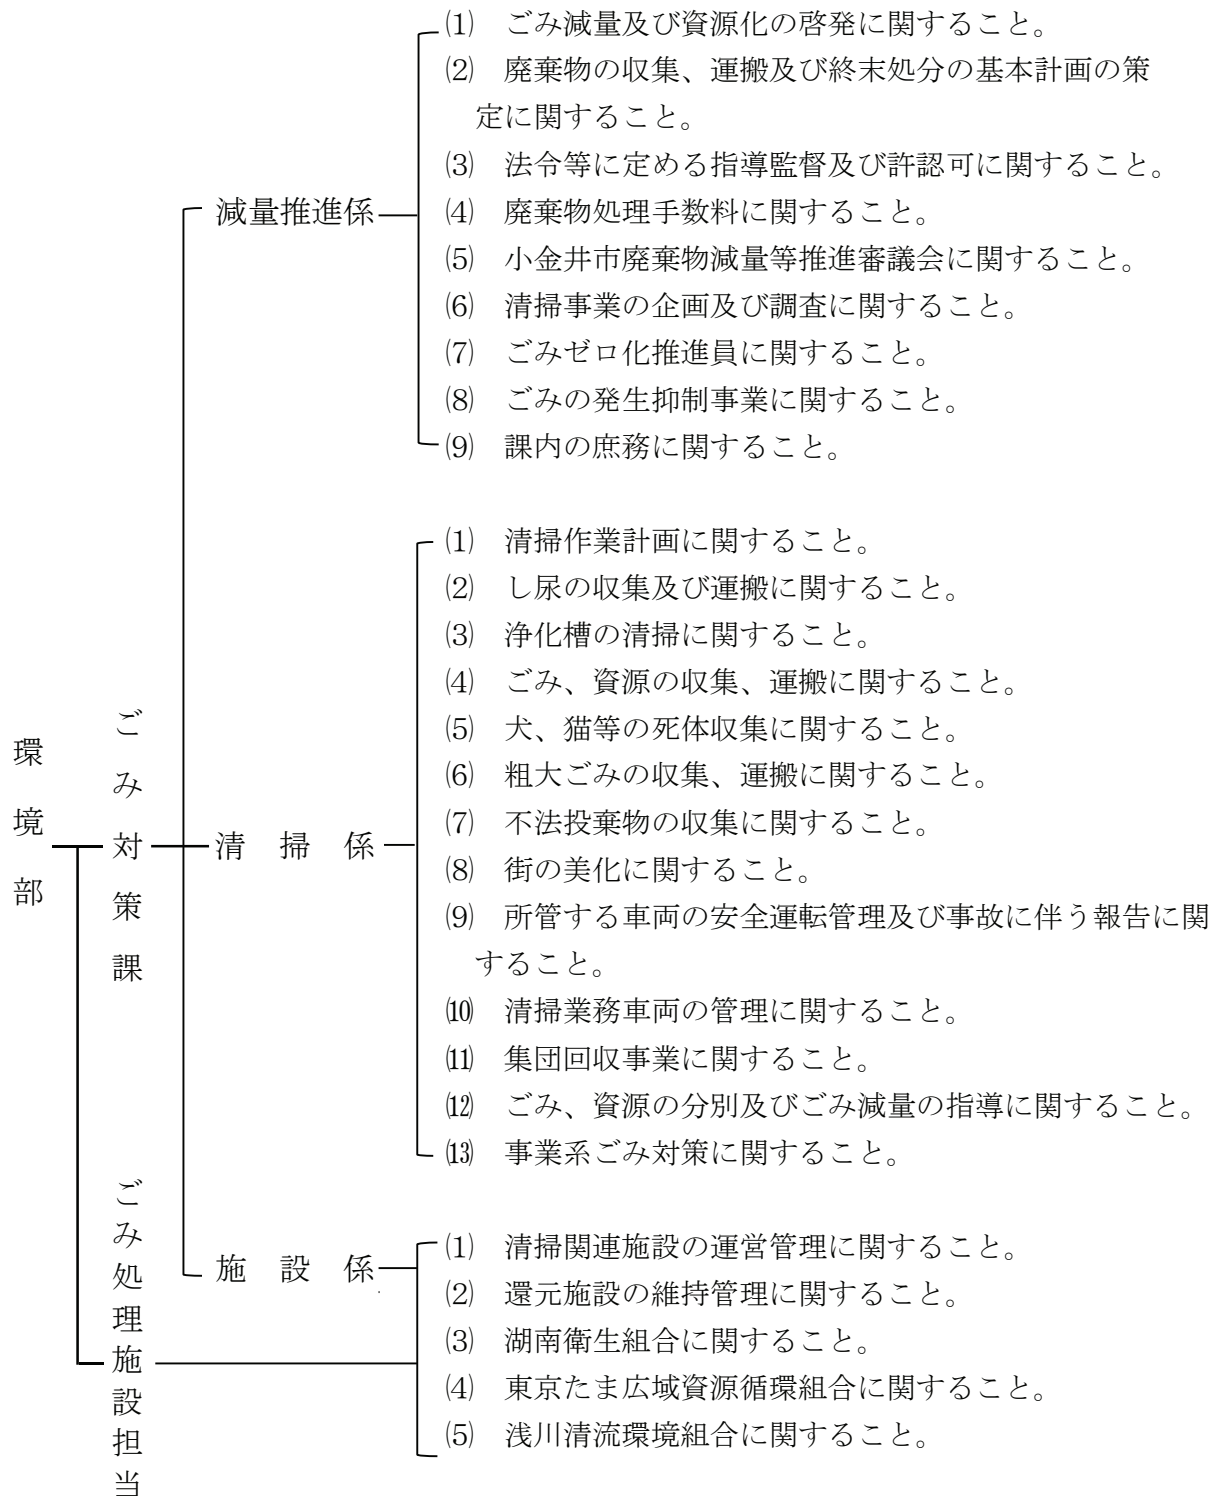 環境部
ごみ対策課
減量推進係
⑴　ごみ減量及び資源化の啓発に関すること。
⑵　廃棄物の収集、運搬及び終末処分の基本計画の策
定に関すること。
⑶　法令等に定める指導監督及び許認可に関すること。
⑷　廃棄物処理手数料に関すること。
⑸　小金井市廃棄物減量等推進審議会に関すること。
⑹　清掃事業の企画及び調査に関すること。
⑺　ごみゼロ化推進員に関すること。
⑻　ごみの発生抑制事業に関すること。
⑼　課内の庶務に関すること。
清　掃　係
⑴　清掃作業計画に関すること。
⑵　し尿の収集及び運搬に関すること。
⑶　浄化槽の清掃に関すること。
⑷　ごみ、資源の収集、運搬に関すること。
⑸　犬、猫等の死体収集に関すること。
⑹　粗大ごみの収集、運搬に関すること。
⑺　不法投棄物の収集に関すること。
⑻　街の美化に関すること。
⑼　所管する車両の安全運転管理及び事故に伴う報告に関
すること。
⑽　清掃業務車両の管理に関すること。
⑾　集団回収事業に関すること。
⑿　ごみ、資源の分別及びごみ減量の指導に関すること。
⒀　事業系ごみ対策に関すること。
施　設　係
⑴　清掃関連施設の運営管理に関すること。
⑵　還元施設の維持管理に関すること。
⑶　湖南衛生組合に関すること。
⑷　東京たま広域資源循環組合に関すること。
⑸　浅川清流環境組合に関すること。
ごみ処理施設担当